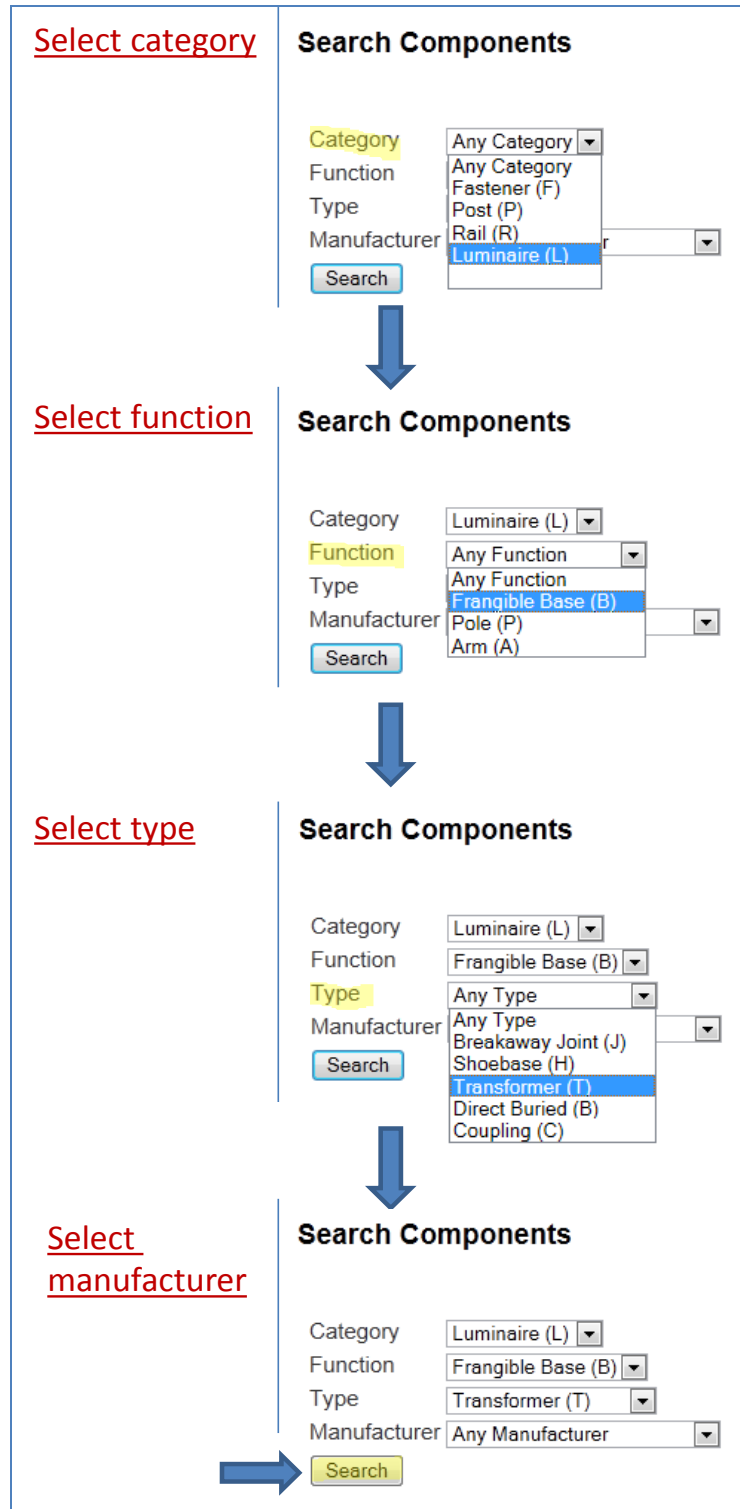 Select category
Search Components
Category Any Category
Any Category
Function
Fastener (F)
Type
Post (P)
Manufacturer Rail (R) r
Luminaire (L)
Search
Select function
Search Components
Category Luminaire (L)
Function Any Function
Any Function
Type
Frangible Base (B)
Manufacturer Pole (P)
Arm (A)
Search
Select type
Search Components
Category Luminaire (L)
Function Frangible Base (B)
Type Any Type
Manufacturer Any Type
Breakaway Joint (J)
Search Shoebase (H)
Transformer (T)
Direct Buried (B)
Coupling (C)
Select
manufacturer
Search Components
Category Luminaire (L)
Function Frangible Base (B)
Type Transformer (T)
Manufacturer Any Manufacturer
Search